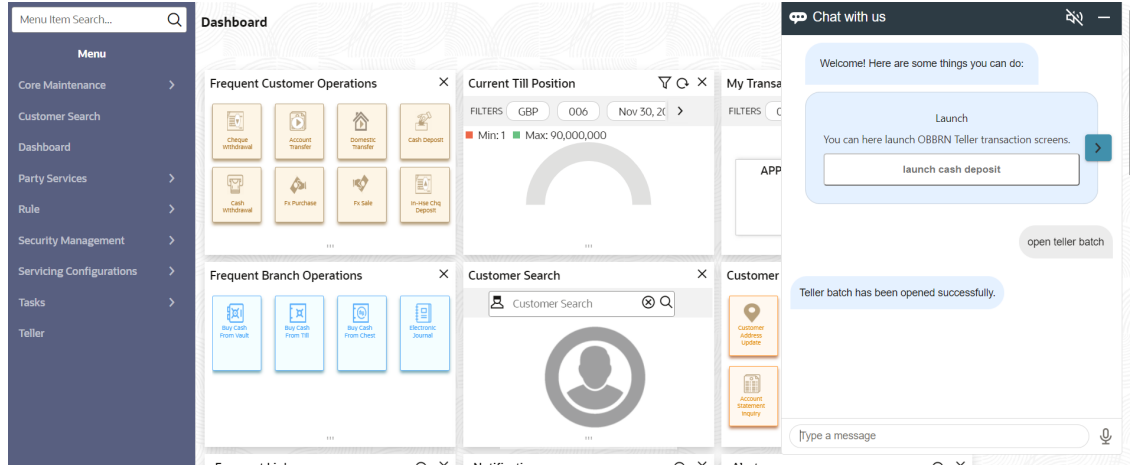 Menu Item Search...
Menu
Core Maintenance
Customer Search
Dashboard
Party Services
Rule
Security Management
Servicing Configurations
Tasks
Teller
Dashboard
Frequent Customer Operations
Cheque
Withdrawal
Account
Transfer
Domestic
Transfer
Cash Deposit
Cash
Withdrawal
Fx Purchase
Fx Sale
In-Hse Chq
Deposit
Current Till Position
FILTERS GBP 006 Nov 30, 20
Min: 1 Max: 90,000,000
My Transa
FILTERS
APP
Frequent Branch Operations
Buy Cash
From Vault
Buy Cash
From Till
Buy Cash
From Chest
Electronic
Journal
Customer Search
Customer Search
Customer
Customer
Address
Update
Account
Statement
Inquiry
Chat with us
Welcome! Here are some things you can do:
Launch
You can here launch OBBRN Teller transaction screens.
launch cash deposit
open teller batch
Teller batch has been opened successfully.
Type a message